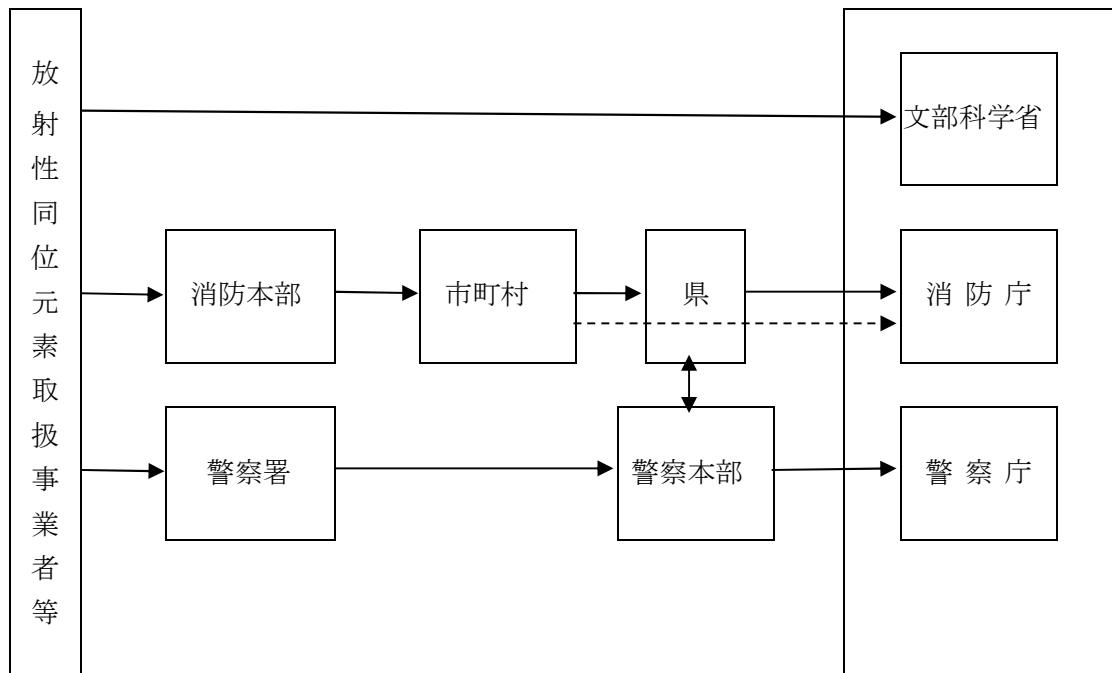 放射性同位元素取扱事業者等
文部科学省
消防本部
市町村
県
消 防 庁
警察署
警察本部
警 察 庁